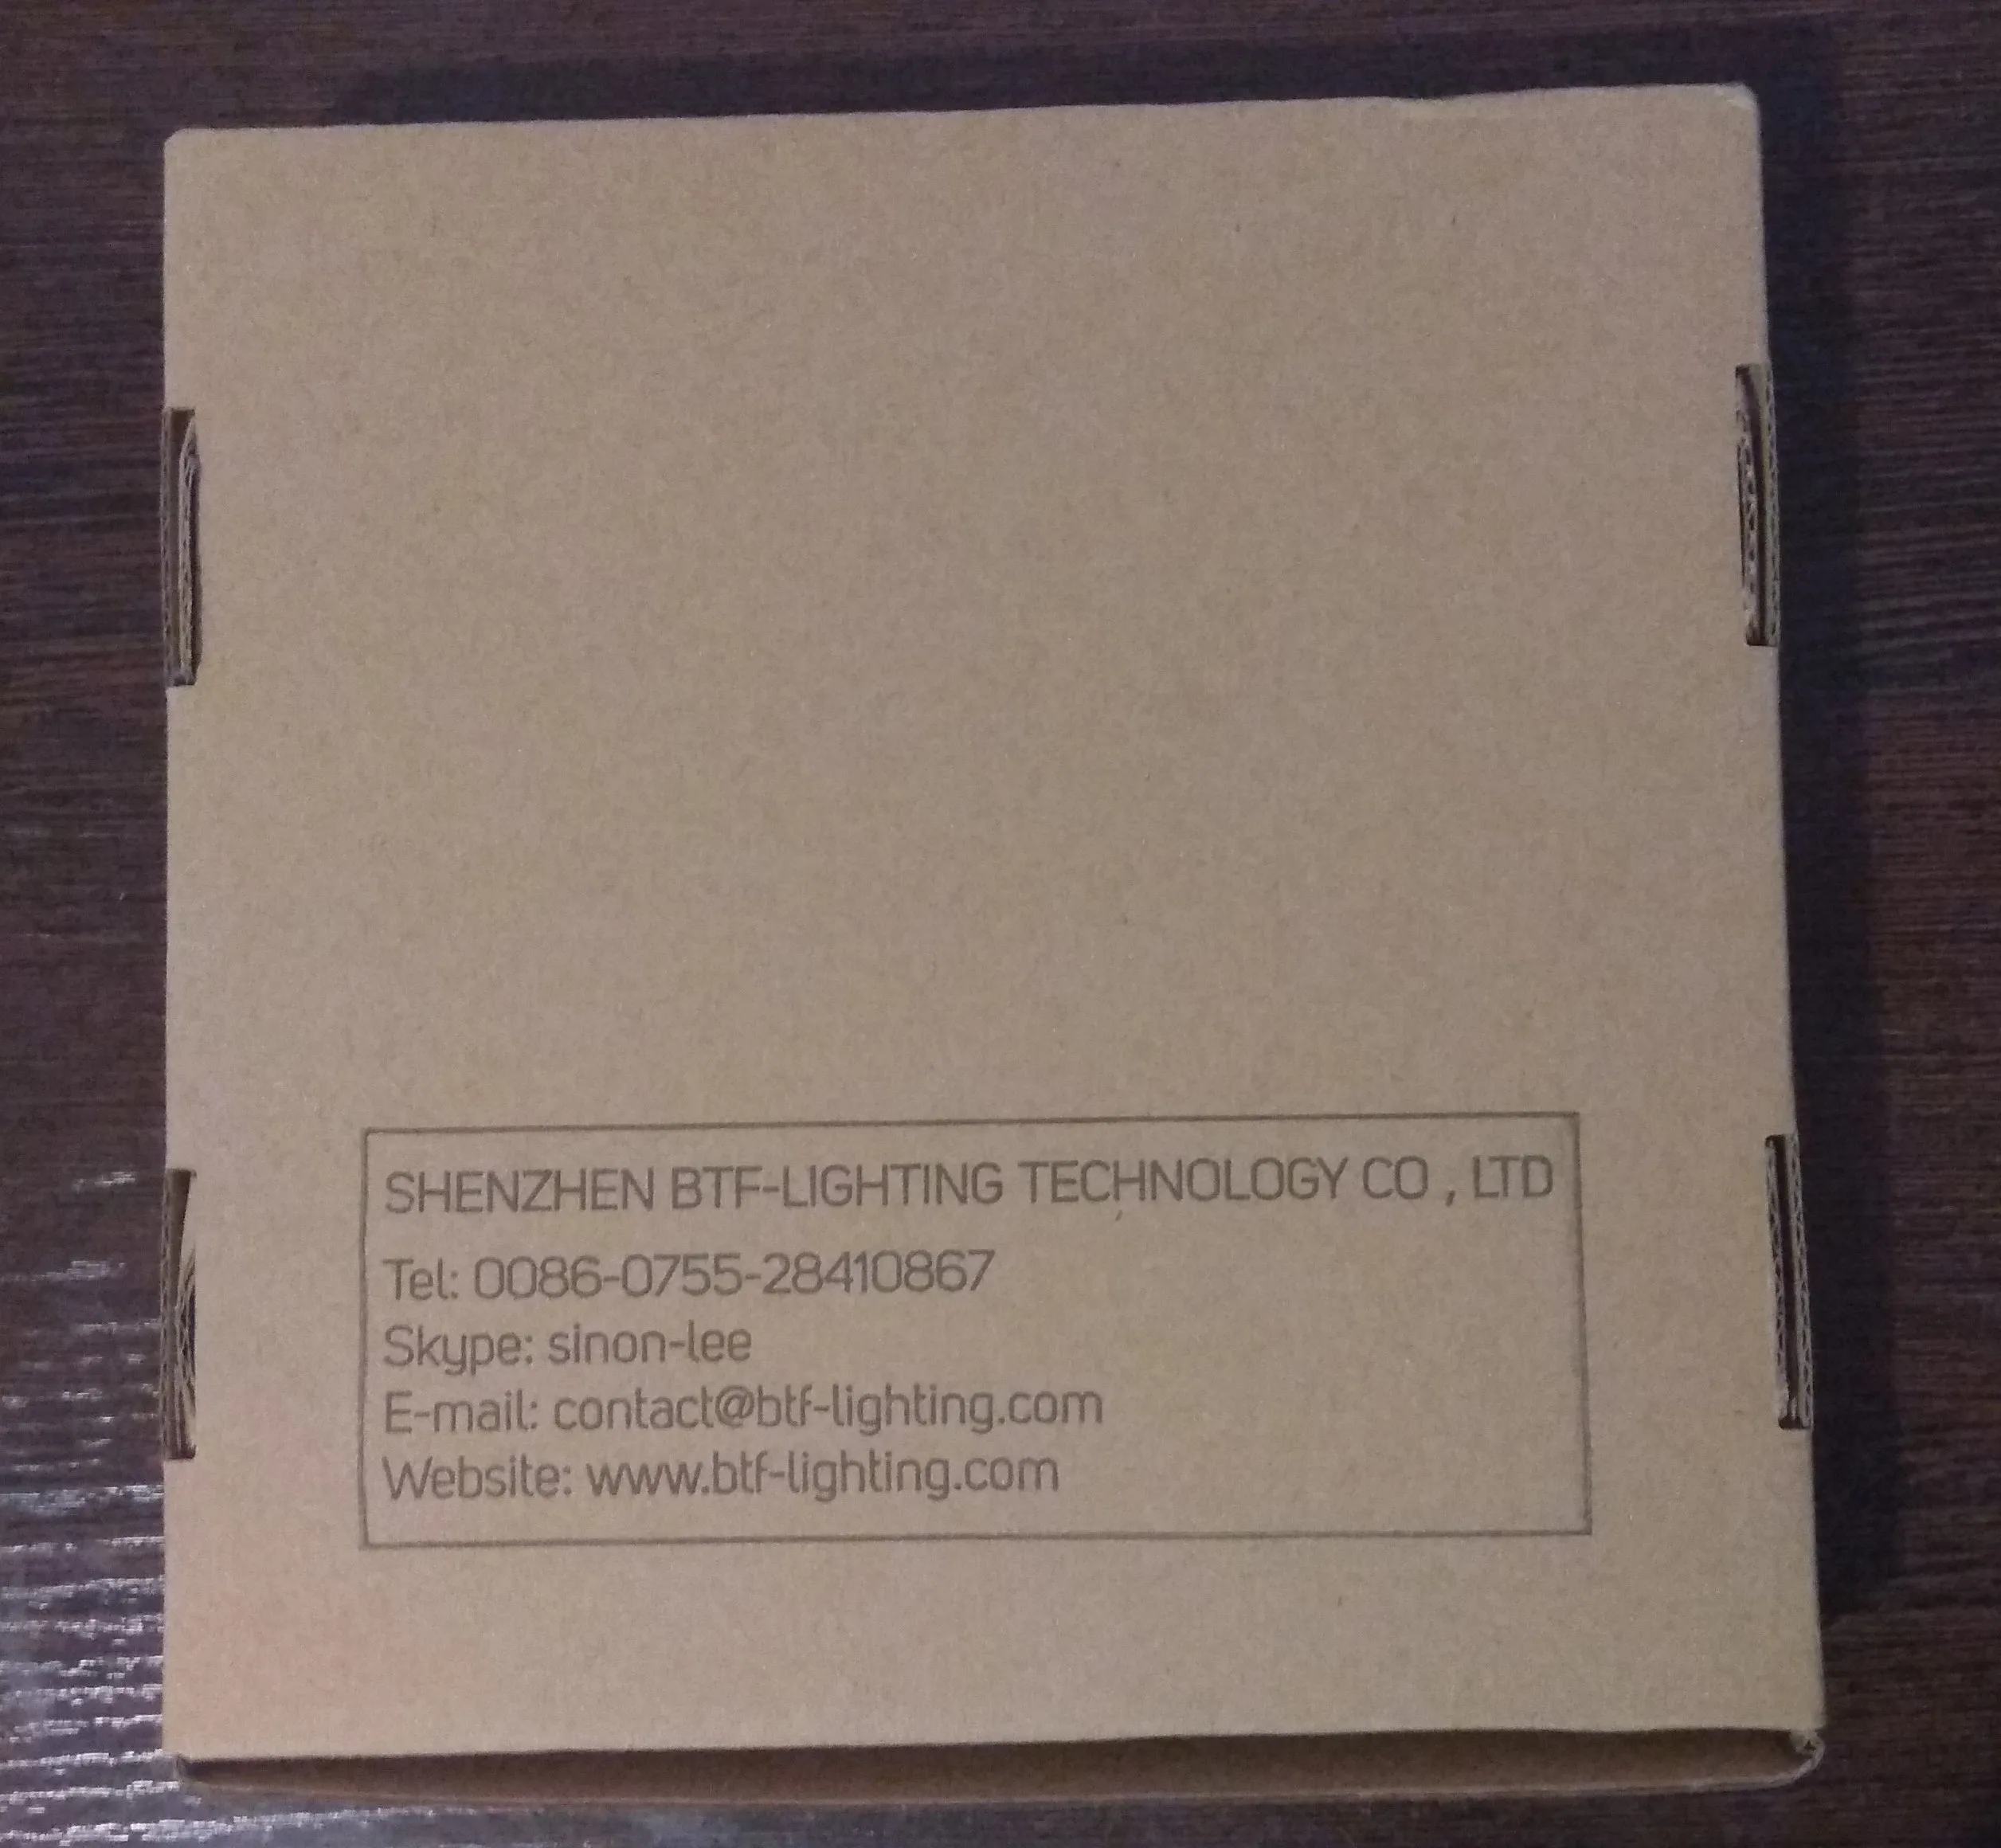 SHENZHEN BTF-LIGHTING TECHNOLOGY CO , LTD
Tel: 0086-0755-28410867
Skype: sinon-lee
E-mail: contact@btf-lighting.com
Website: www.btf-lighting.com